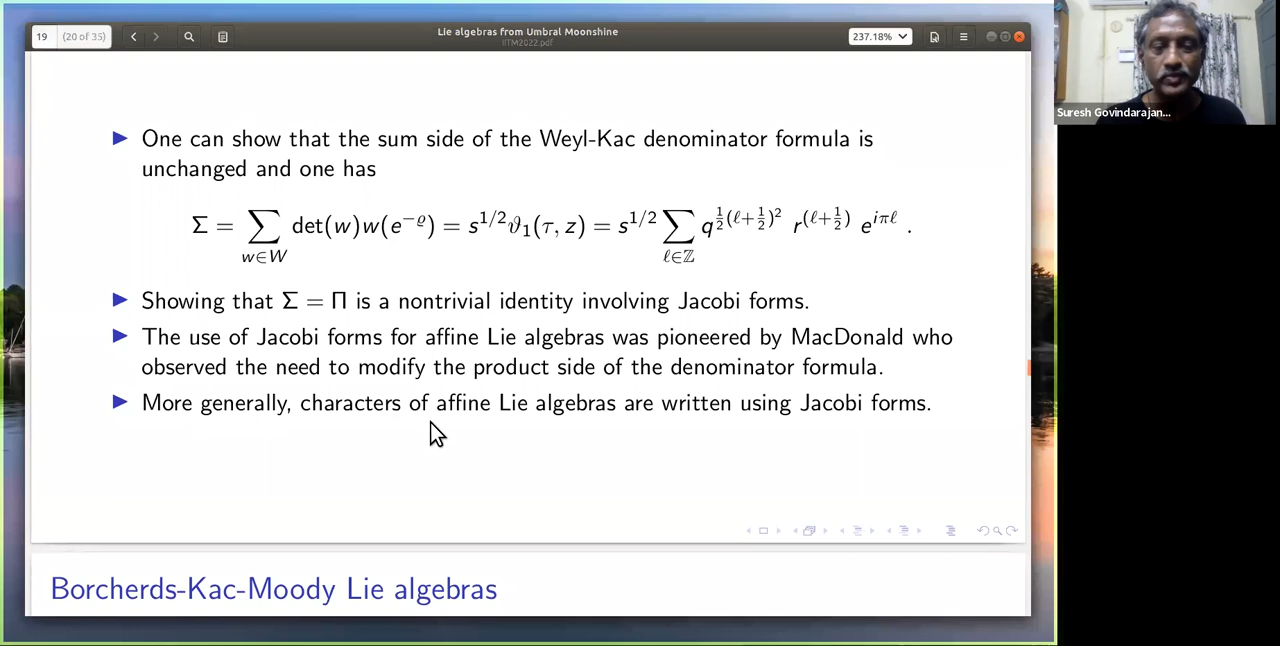 19 (20 of 35) Lie algebras from Umbral Moonshine 237.18%
IITM2022.pdf
▶ One can show that the sum side of the Weyl-Kac denominator formula is
unchanged and one has
Σ = ∑_{w∈W} det(w)w(e^{−ϱ}) = s^{1/2}ϑ₁(τ, z) = s^{1/2} ∑_{ℓ∈ℤ} q^{½(ℓ+½)²} r^{(ℓ+½)} e^{iπℓ} .
▶ Showing that Σ = Π is a nontrivial identity involving Jacobi forms.
▶ The use of Jacobi forms for affine Lie algebras was pioneered by MacDonald who
observed the need to modify the product side of the denominator formula.
▶ More generally, characters of affine Lie algebras are written using Jacobi forms.
Borcherds-Kac-Moody Lie algebras
Suresh Govindarajan...